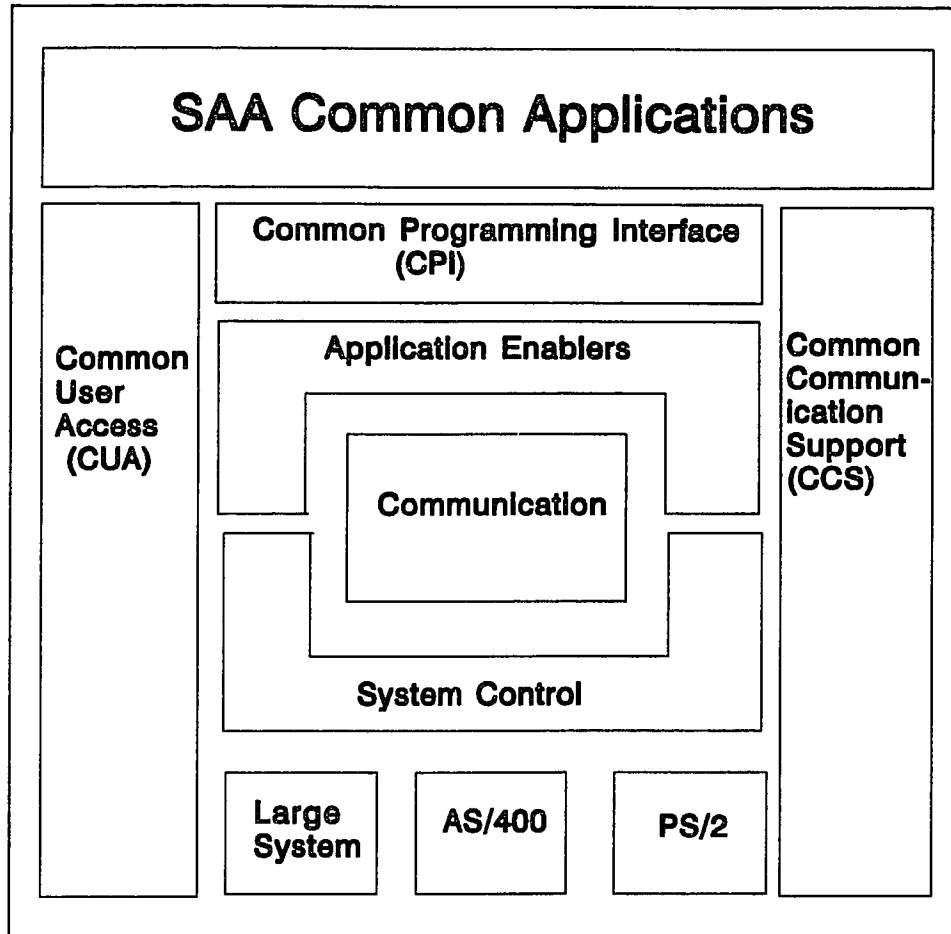 SAA Common Applications
Common Programming Interface
(CPI)
Common
User
Access
(CUA)
Application Enablers
Common
Commun-
ication
Support
(CCS)
Communication
System Control
Large
System
AS/400
PS/2